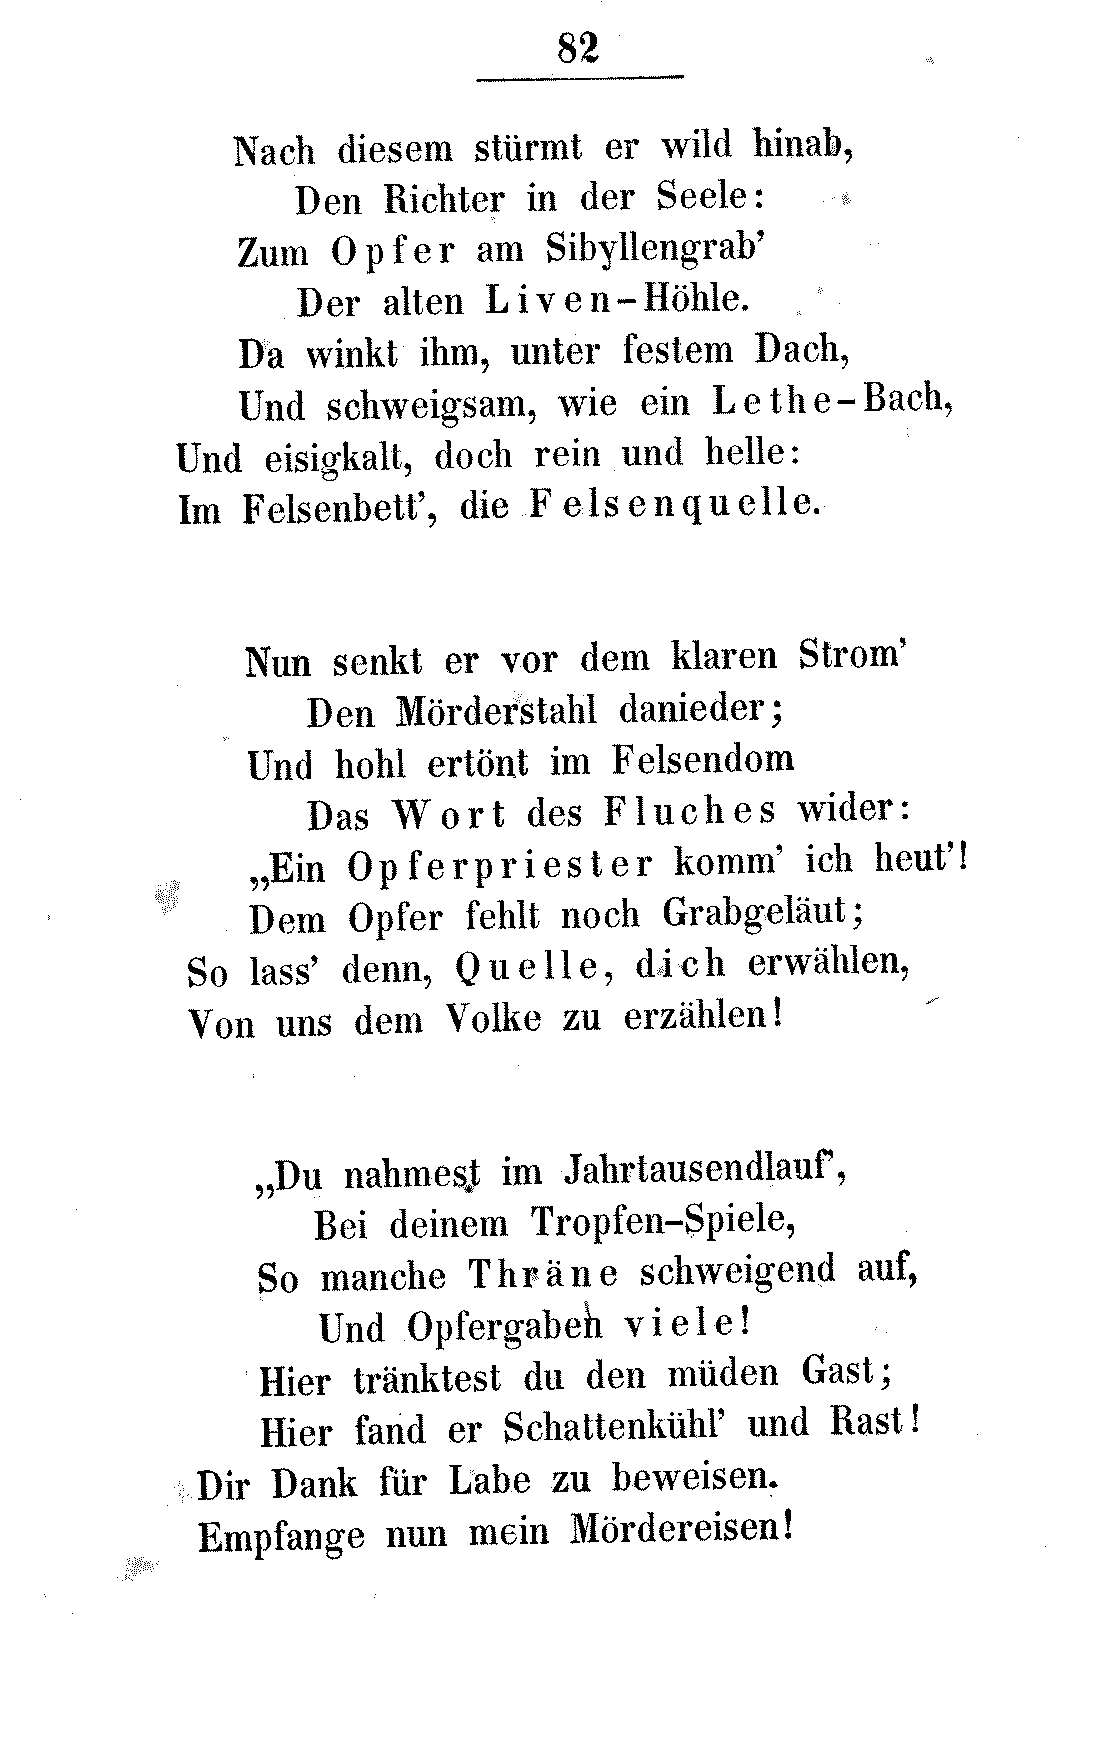 82
Nach diesem stürmt er wild hinab,
Den Richter in der Seele:
Zum Opfer am Sibyllengrab’
Der alten Liven-Höhle.
Da winkt ihm, unter festem Dach,
Und schweigsam, wie ein Lethe-Bach,
Und eisigkalt, doch rein und helle:
Im Felsenbett’, die Felsenquelle.
Nun senkt er vor dem klaren Strom’
Den Mörderstahl danieder;
Und hohl ertönt im Felsendom
Das Wort des Fluches wider:
„Ein Opferpriester komm’ ich heut’!
Dem Opfer fehlt noch Grabgeläut;
So lass’ denn, Quelle, dich erwählen,
Von uns dem Volke zu erzählen!
„Du nahmest im Jahrtausendlauf’,
Bei deinem Tropfen-Spiele,
So manche Thräne schweigend auf,
Und Opfergaben viele!
Hier tränktest du den müden Gast;
Hier fand er Schattenkühl’ und Rast!
Dir Dank für Labe zu beweisen.
Empfange nun mein Mördereisen!